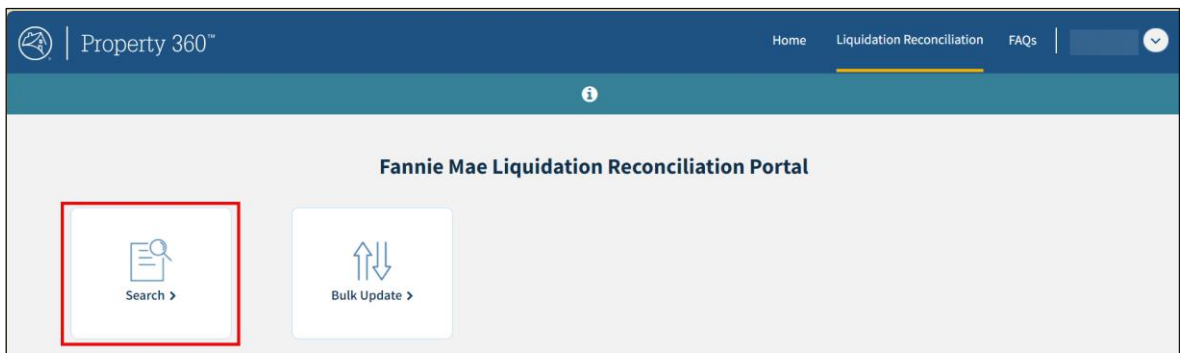 Property 360™
Home Liquidation Reconciliation FAQs
Fannie Mae Liquidation Reconciliation Portal
Search >
Bulk Update >